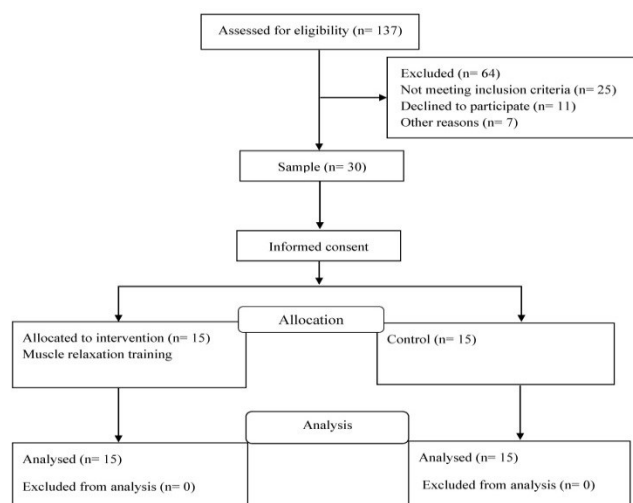 Assessed for eligibility (n= 137)
Excluded (n= 64)
Not meeting inclusion criteria (n= 25)
Declined to participate (n= 11)
Other reasons (n= 7)
Sample (n= 30)
Informed consent
Allocation
Allocated to intervention (n= 15)
Muscle relaxation training
Control (n= 15)
Analysis
Analysed (n= 15)
Excluded from analysis (n= 0)
Analysed (n= 15)
Excluded from analysis (n= 0)